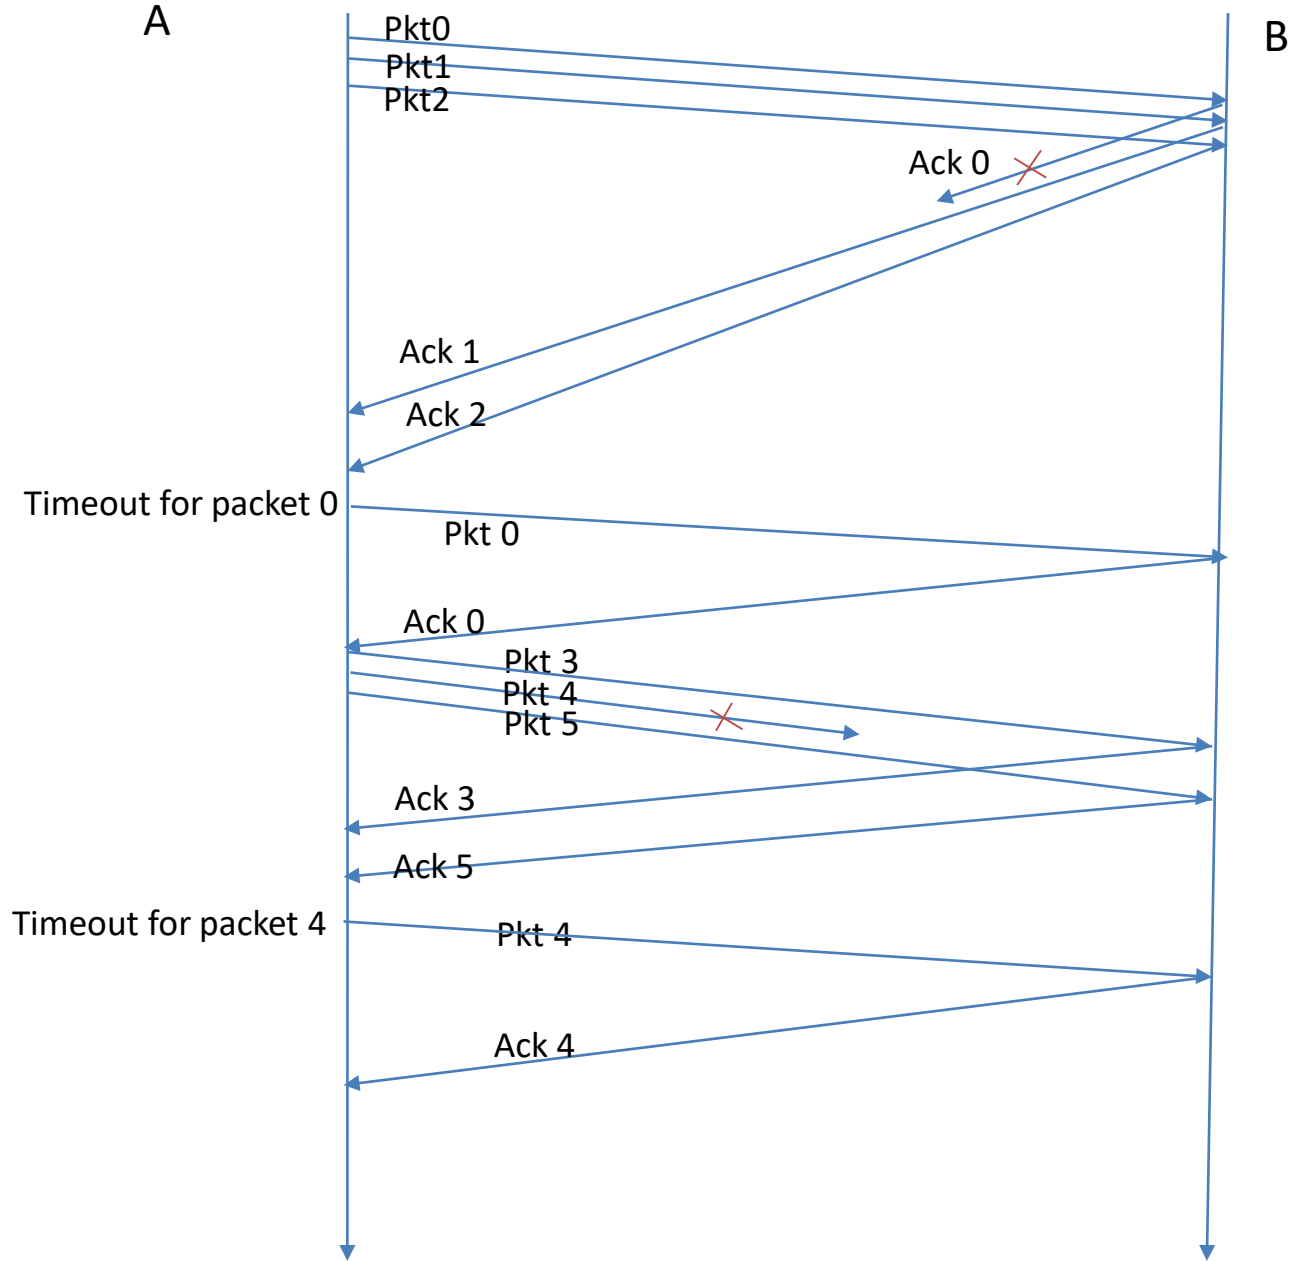 A
B
Pkt0
Pkt1
Pkt2
Ack 0
Ack 1
Ack 2
Timeout for packet 0
Pkt 0
Ack 0
Pkt 3
Pkt 4
Pkt 5
Ack 3
Ack 5
Timeout for packet 4
Pkt 4
Ack 4